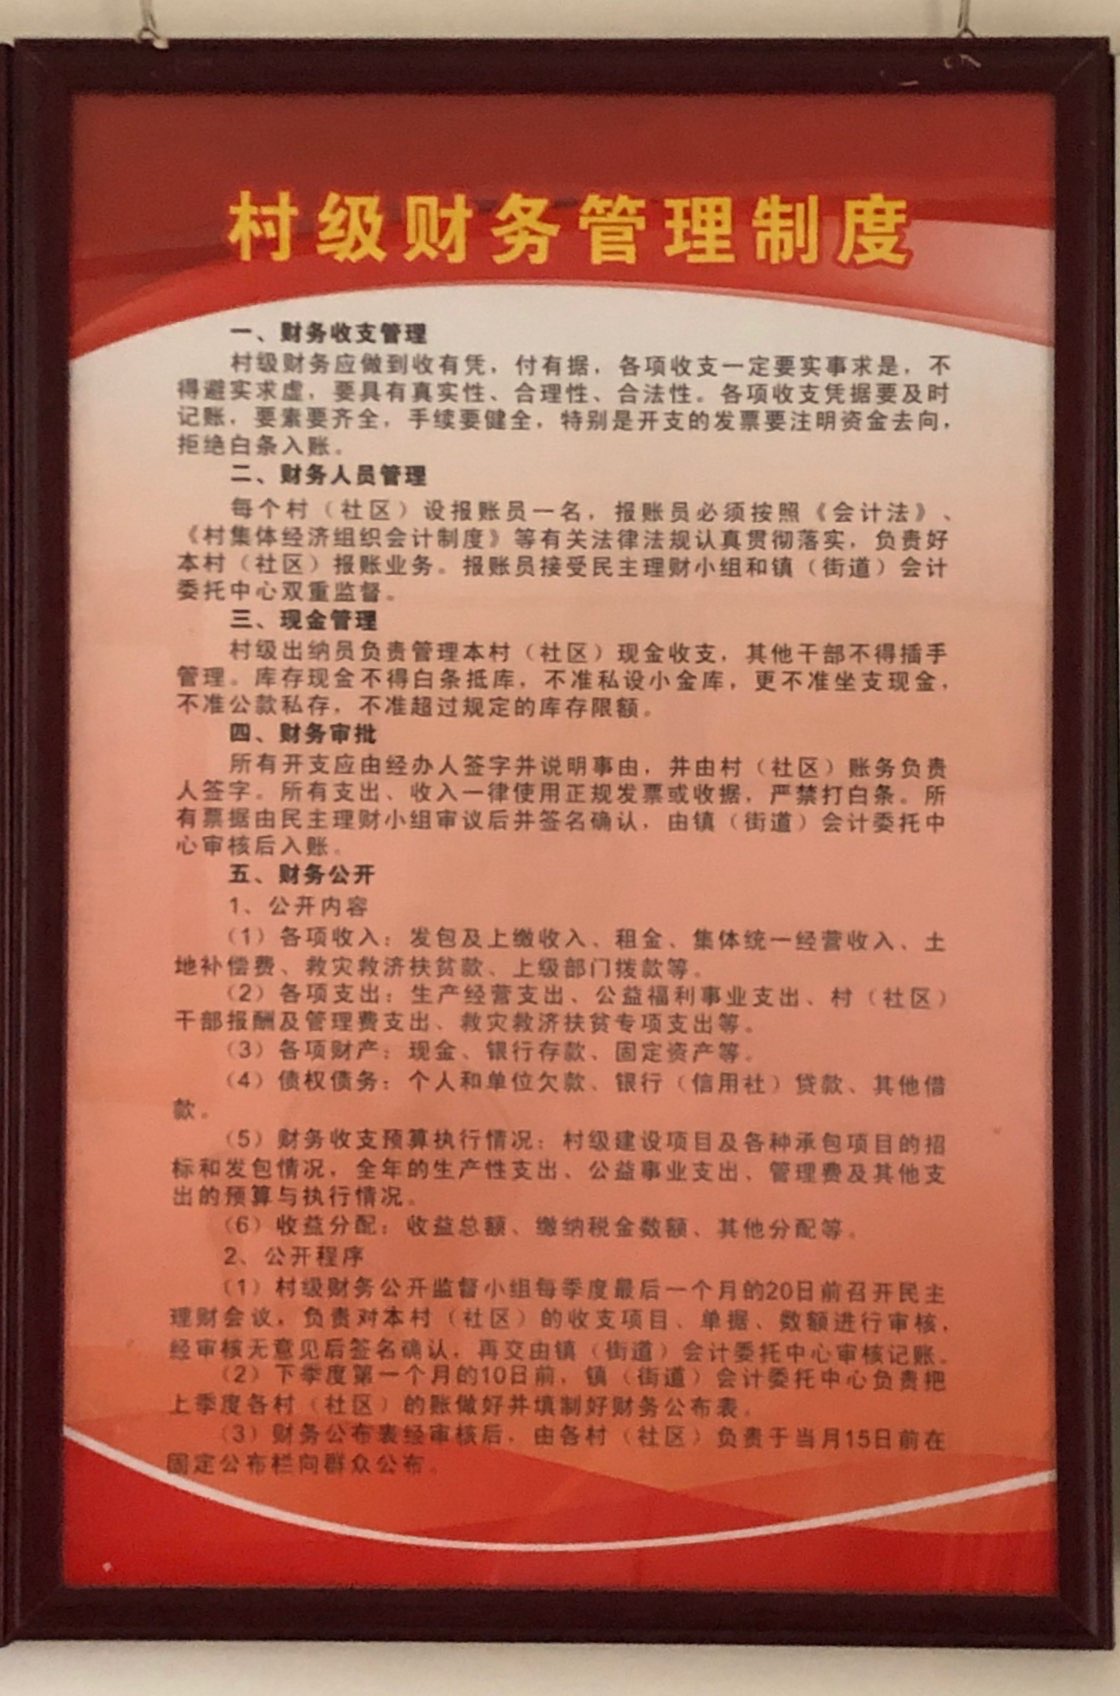 村级财务管理制度
一、财务收支管理
村级财务应做到收有凭，付有据，各项收支一定要实事求是，不
得避实求虚，要具有真实性、合理性、合法性。各项收支凭据要及时
记账，要素要齐全，手续要健全，特别是开支的发票要注明资金去向，
拒绝白条入账。
二、财务人员管理
每个村（社区）设报账员一名，报账员必须按照《会计法》、
《村集体经济组织会计制度》等有关法律法规认真贯彻落实，负责好
本村（社区）报账业务。报账员接受民主理财小组和镇（街道）会计
委托中心双重监督。
三、现金管理
村级出纳员负责管理本村（社区）现金收支，其他干部不得插手
管理。库存现金不得白条抵库，不准私设小金库，更不准坐支现金，
不准公款私存，不准超过规定的库存限额。
四、财务审批
所有开支应由经办人签字并说明事由，并由村（社区）账务负责
人签字。所有支出、收入一律使用正规发票或收据，严禁打白条。所
有票据由民主理财小组审议后并签名确认，由镇（街道）会计委托中
心审核后入账。
五、财务公开
1、公开内容
（1）各项收入：发包及上缴收入、租金、集体统一经营收入、土
地补偿费、救灾救济扶贫款、上级部门拨款等。
（2）各项支出：生产经营支出、公益福利事业支出、村（社区）
干部报酬及管理费支出、救灾救济扶贫专项支出等。
（3）各项财产：现金、银行存款、固定资产等。
（4）债权债务：个人和单位欠款、银行（信用社）贷款、其他借
款。
（5）财务收支预算执行情况：村级建设项目及各种承包项目的招
标和发包情况，全年的生产性支出、公益事业支出、管理费及其他支
出的预算与执行情况。
（6）收益分配：收益总额、缴纳税金数额、其他分配等。
2、公开程序
（1）村级财务公开监督小组每季度最后一个月的20日前召开民主
理财会议，负责对本村（社区）的收支项目、单据、数额进行审核，
经审核无意见后签名确认，再交由镇（街道）会计委托中心审核记账。
（2）下季度第一个月的10日前，镇（街道）会计委托中心负责把
上季度各村（社区）的账做好并填制好财务公布表。
（3）财务公布表经审核后，由各村（社区）负责于当月15日前在
固定公布栏向群众公布。